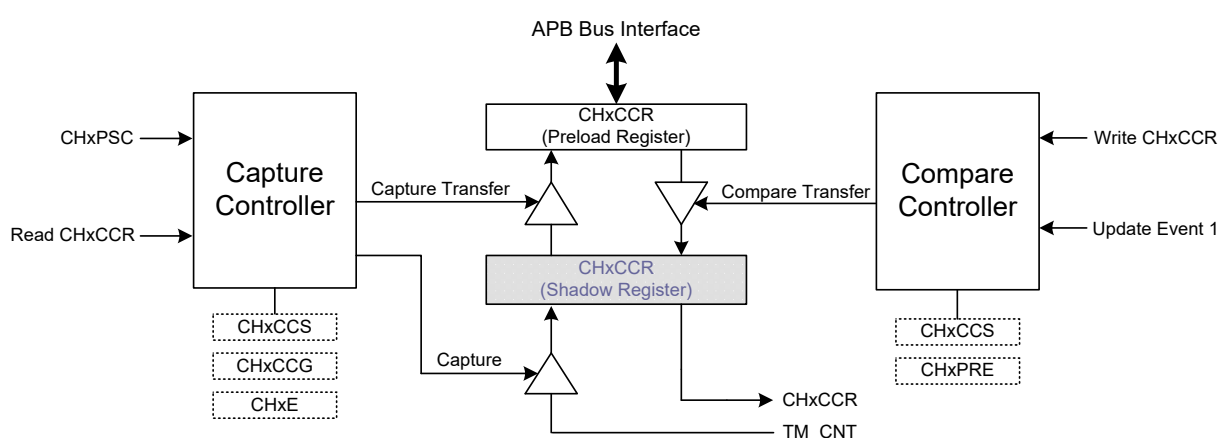 APB Bus Interface
CHxCCR
(Preload Register)
CHxPSC
Write CHxCCR
Capture
Controller
Capture Transfer
Compare Transfer
Compare
Controller
Read CHxCCR
Update Event 1
CHxCCR
(Shadow Register)
CHxCCS
CHxCCG
CHxE
CHxCCS
CHxPRE
Capture
CHxCCR
TM_CNT